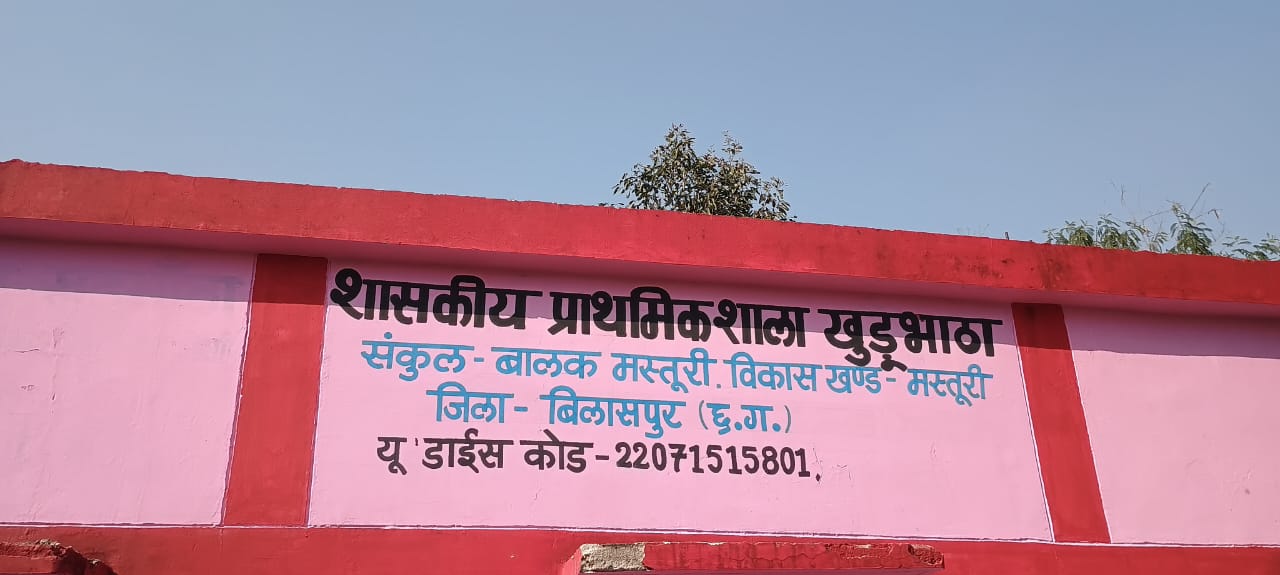 शासकीय प्राथमिकशाला खुड़ूभाठा
संकुल - बालक मस्तूरी. विकास खण्ड - मस्तूरी
जिला - बिलासपुर (छ.ग.)
यू 'डाईस कोड - 22071515801.